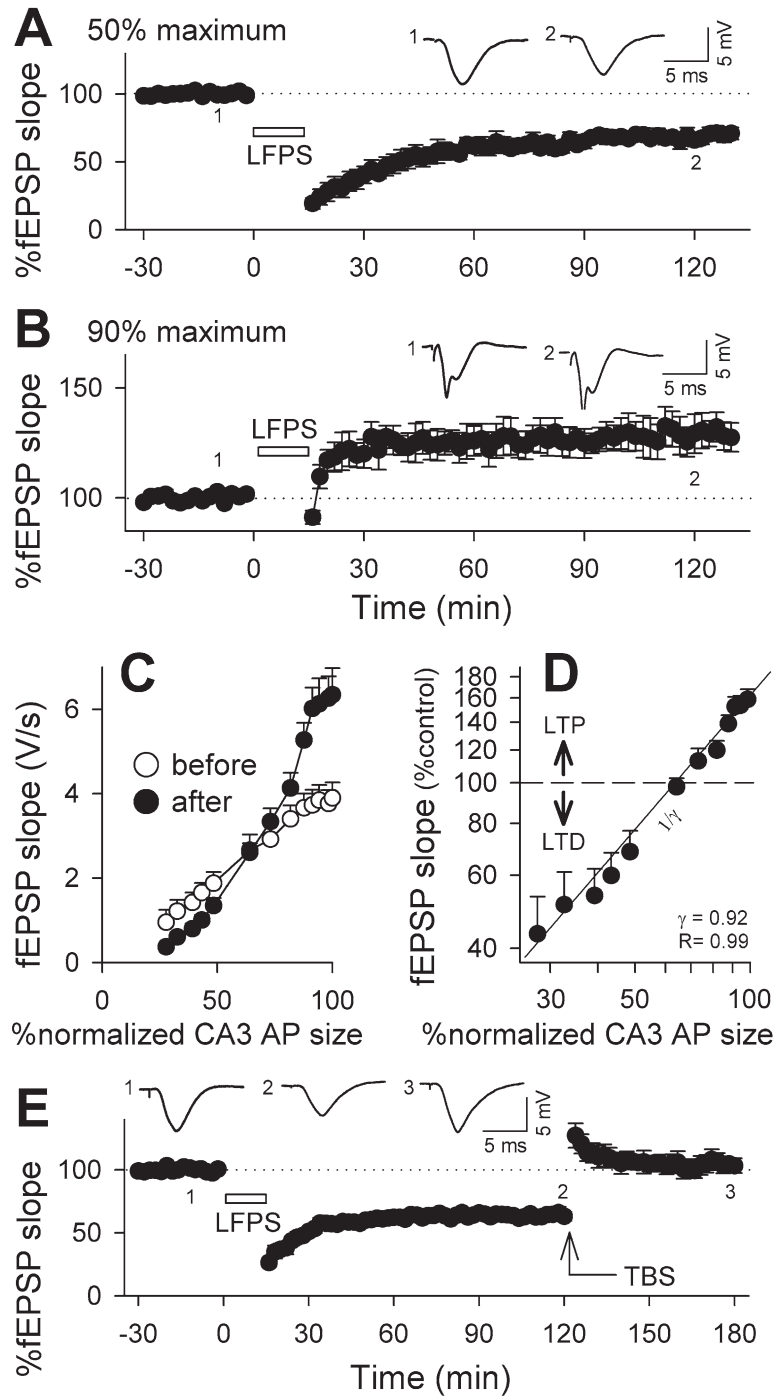 A
50% maximum
1
2
5 mV
5 ms
%fEPSP slope
100
50
0
1
LFPS
2
-30 0 30 60 90 120
B
90% maximum
1
2
5 mV
5 ms
%fEPSP slope
150
100
1
LFPS
2
-30 0 30 60 90 120
Time (min)
C
fEPSP slope (V/s)
6
4
2
0
before
after
0 50 100
%normalized CA3 AP size
D
fEPSP slope (%control)
180
160
140
120
100
80
60
40
LTP
LTD
1/γ
γ = 0.92
R= 0.99
30 50 100
%normalized CA3 AP size
E
1
2
3
5 mV
5 ms
%fEPSP slope
100
50
0
1
LFPS
2
3
TBS
-30 0 30 60 90 120 150 180
Time (min)